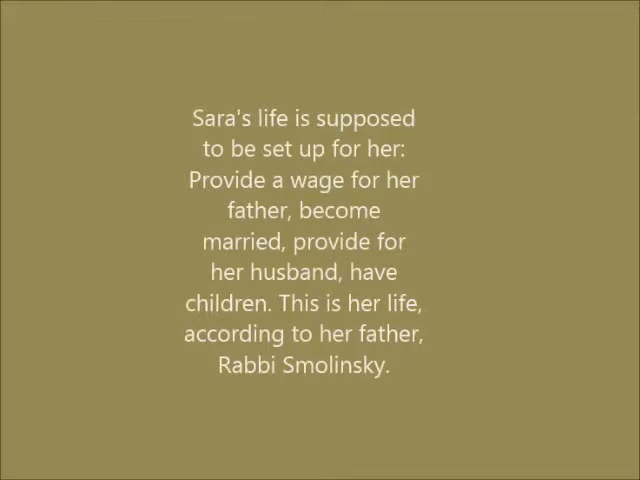 Sara's life is supposed
to be set up for her:
Provide a wage for her
father, become
married, provide for
her husband, have
children. This is her life,
according to her father,
Rabbi Smolinsky.